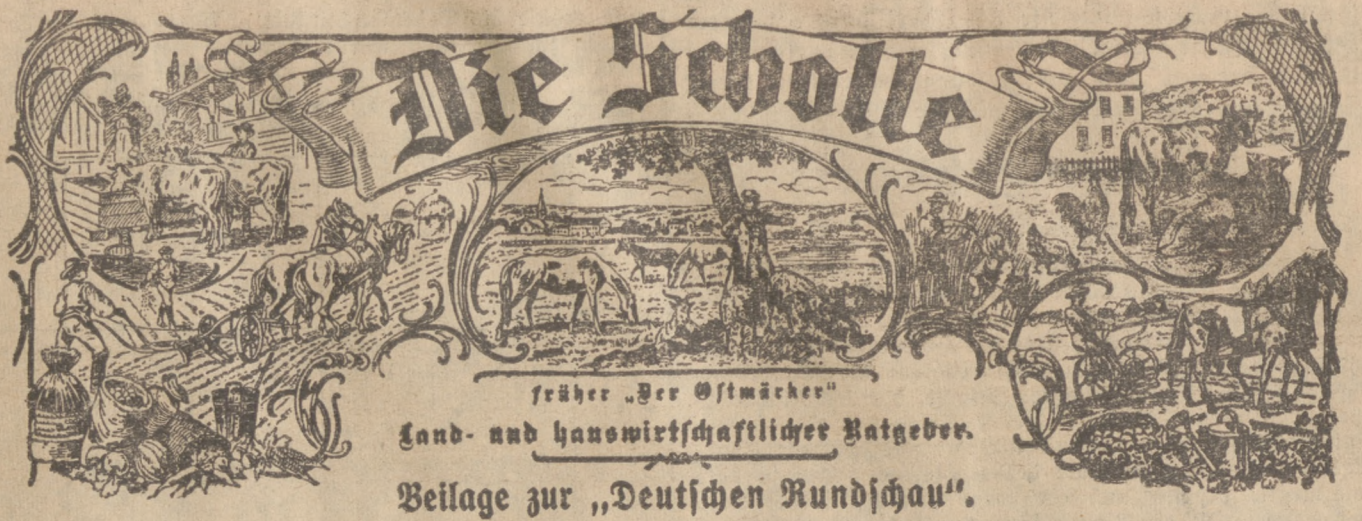 Die Scholle
früher „Der Ostmärker“
Land- und hauswirtschaftlicher Ratgeber.
Beilage zur „Deutschen Rundschau“.